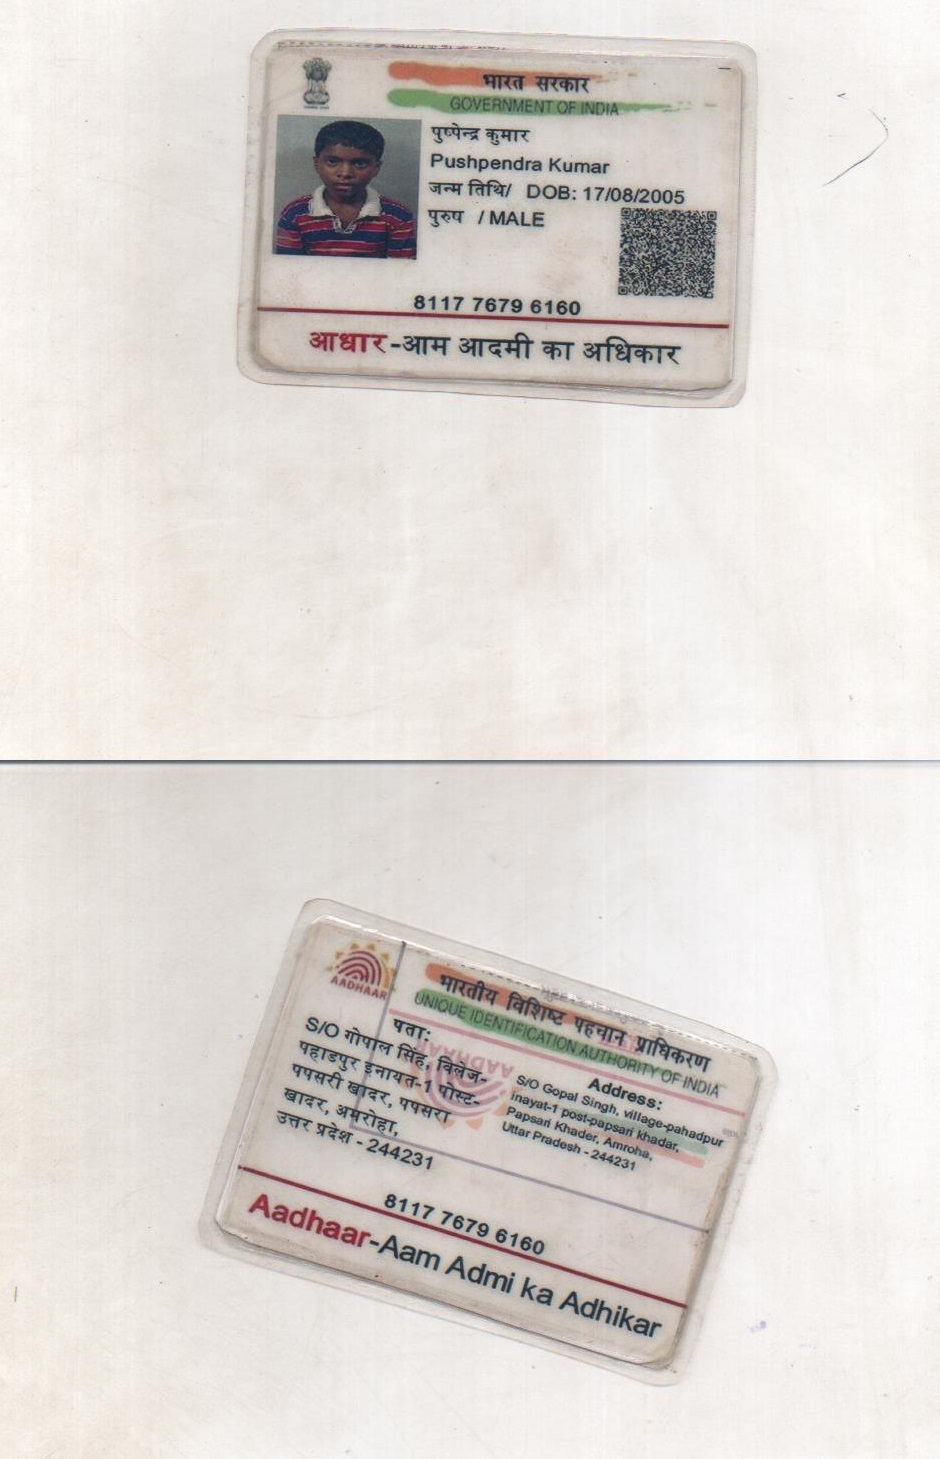 भारत सरकार
GOVERNMENT OF INDIA
पुष्पेन्द्र कुमार
Pushpendra Kumar
जन्म तिथि/ DOB: 17/08/2005
पुरुष / MALE
8117 7679 6160
आधार-आम आदमी का अधिकार
AADHAAR
भारतीय विशिष्ट पहचान प्राधिकरण
UNIQUE IDENTIFICATION AUTHORITY OF INDIA
पता:
S/O गोपाल सिंह, विलेज-
पहाडपुर इनायत-1 पोस्ट-
पपसरी खादर, पपसरा
खादर, अमरोहा,
उत्तर प्रदेश - 244231
Address:
S/O Gopal Singh, village-pahadpur
inayat-1 post-papsari khadar,
Papsari Khader, Amroha,
Uttar Pradesh - 244231
8117 7679 6160
Aadhaar-Aam Admi ka Adhikar